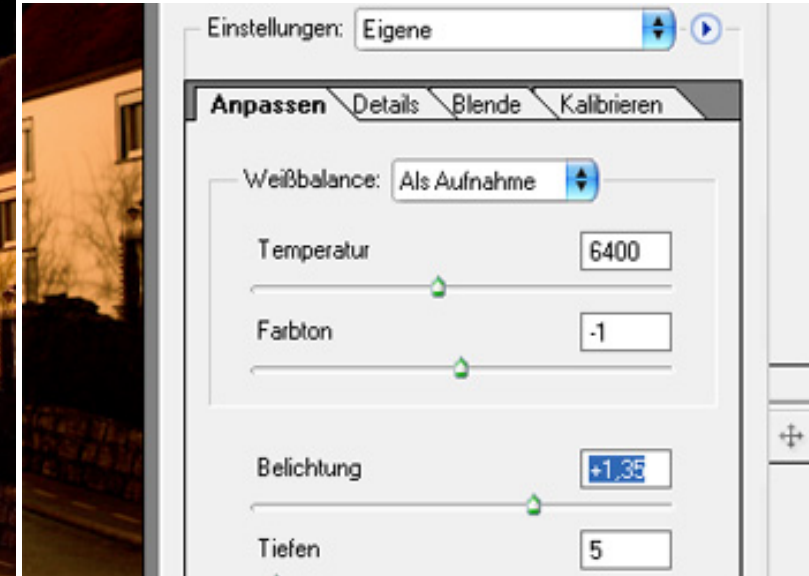 Einstellungen: Eigene
Anpassen Details Blende Kalibrieren
Weißbalance: Als Aufnahme
Temperatur 6400
Farbton -1
Belichtung +1,35
Tiefen 5